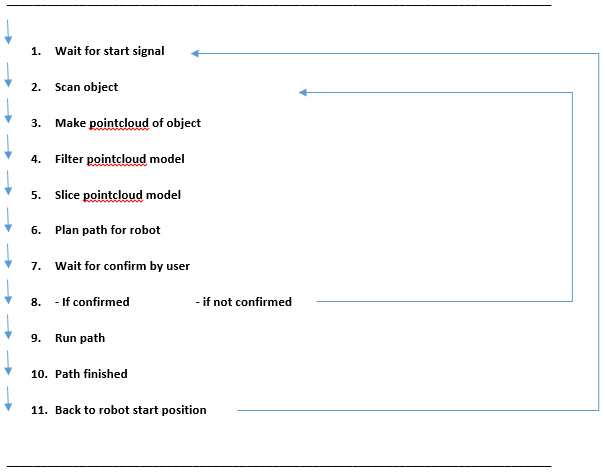 1. Wait for start signal
2. Scan object
3. Make pointcloud of object
4. Filter pointcloud model
5. Slice pointcloud model
6. Plan path for robot
7. Wait for confirm by user
8. - If confirmed - if not confirmed
9. Run path
10. Path finished
11. Back to robot start position